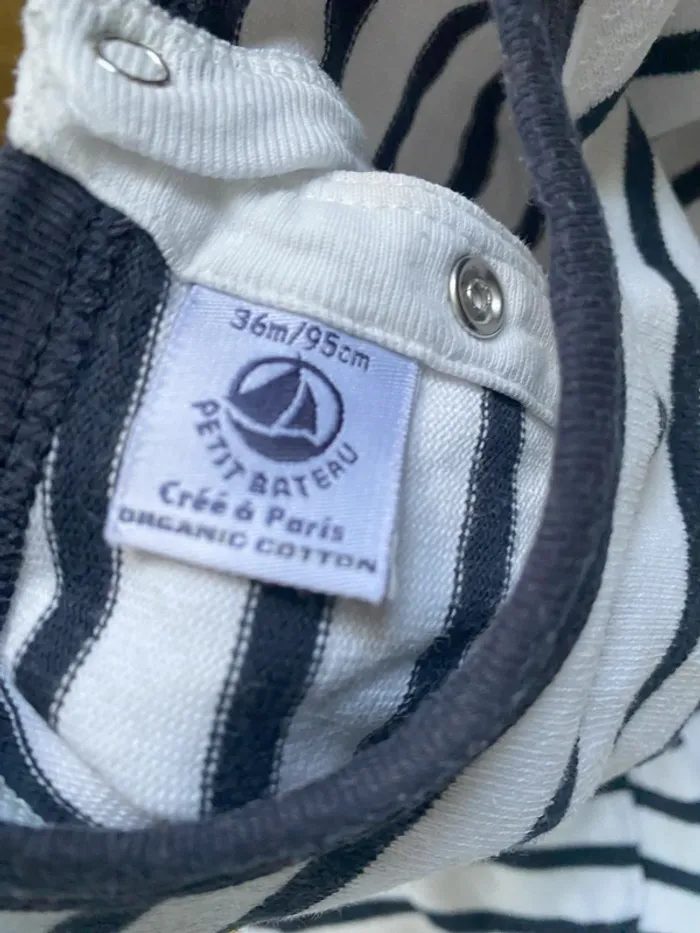 36m/95cm
PETIT BATEAU
Créé à Paris
ORGANIC COTTON